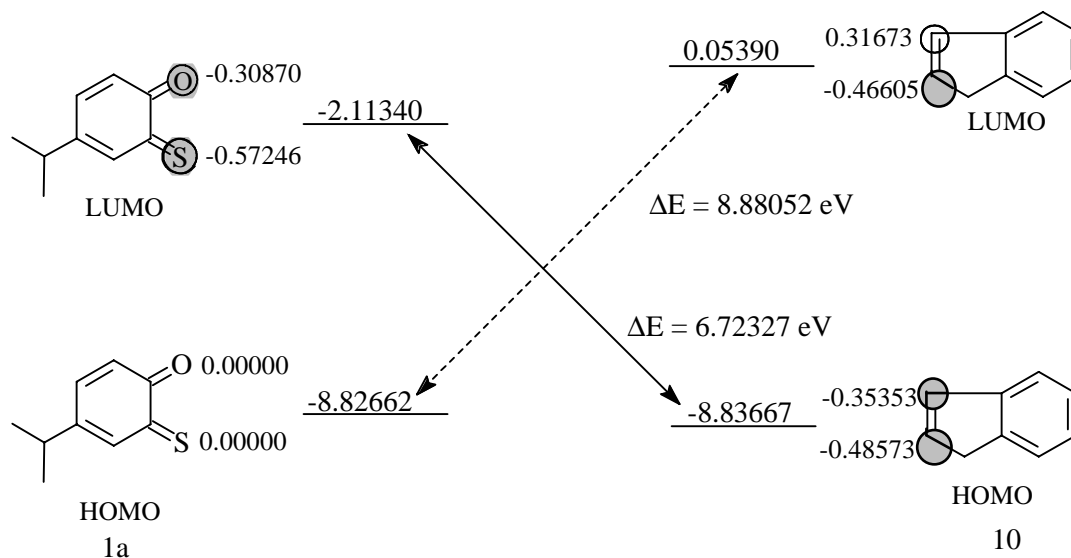 O -0.30870
S -0.57246
LUMO
-2.11340
0.05390
0.31673
-0.46605
LUMO
ΔE = 8.88052 eV
ΔE = 6.72327 eV
O 0.00000
S 0.00000
-8.82662
HOMO
1a
-8.83667
-0.35353
-0.48573
HOMO
10